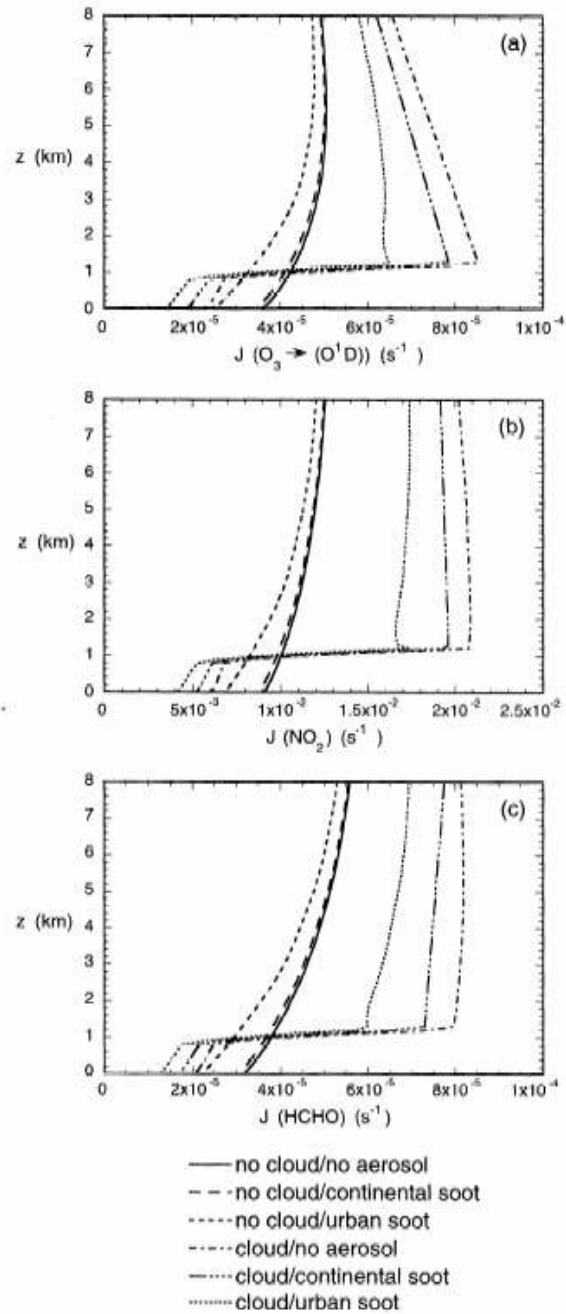 8
7
6
5
z (km) 4
3
2
1
0
(a)
0 2x10⁻⁵ 4x10⁻⁵ 6x10⁻⁵ 8x10⁻⁵ 1x10⁻⁴
J (O₃ → (O¹D)) (s⁻¹)
8
7
6
5
z (km) 4
3
2
1
0
(b)
0 5x10⁻³ 1x10⁻² 1.5x10⁻² 2x10⁻² 2.5x10⁻²
J (NO₂) (s⁻¹)
8
7
6
5
z (km) 4
3
2
1
0
(c)
0 2x10⁻⁵ 4x10⁻⁵ 6x10⁻⁵ 8x10⁻⁵ 1x10⁻⁴
J (HCHO) (s⁻¹)
no cloud/no aerosol
no cloud/continental soot
no cloud/urban soot
cloud/no aerosol
cloud/continental soot
cloud/urban soot